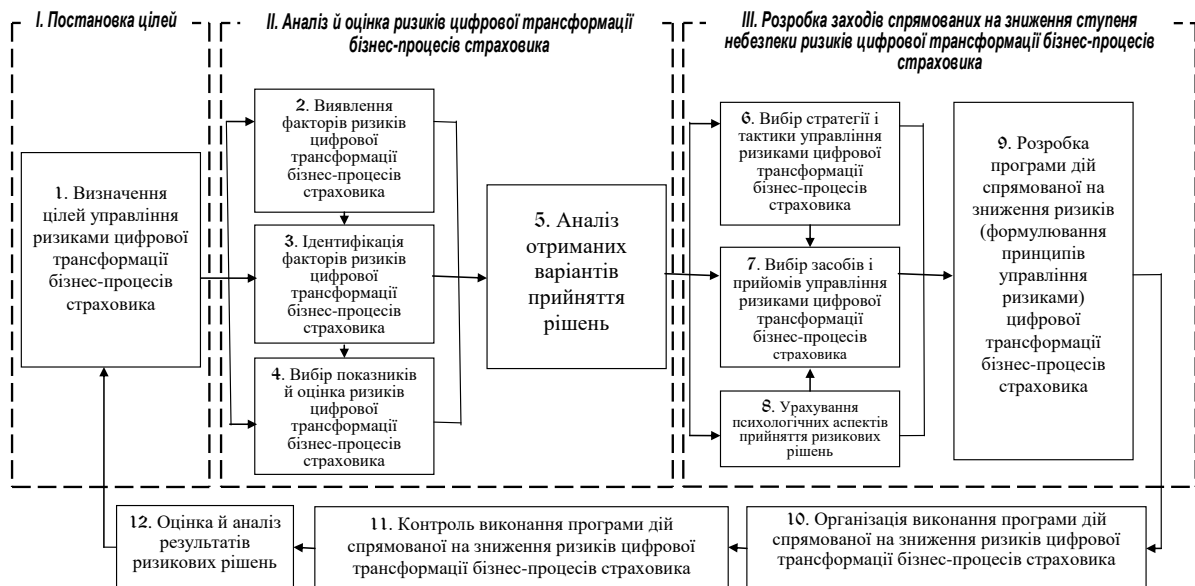 I. Постановка цілей
II. Аналіз й оцінка ризиків цифрової трансформації
бізнес-процесів страховика
III. Розробка заходів спрямованих на зниження ступеня
небезпеки ризиків цифрової трансформації бізнес-процесів
страховика
1. Визначення
цілей управління
ризиками цифрової
трансформації
бізнес-процесів
страховика
2. Виявлення
факторів ризиків
цифрової
трансформації
бізнес-процесів
страховика
3. Ідентифікація
факторів ризиків
цифрової
трансформації
бізнес-процесів
страховика
4. Вибір показників
й оцінка ризиків
цифрової
трансформації
бізнес-процесів
страховика
5. Аналіз
отриманих
варіантів
прийняття
рішень
6. Вибір стратегії і
тактики управління
ризиками цифрової
трансформації
бізнес-процесів
страховика
7. Вибір засобів і
прийомів управління
ризиками цифрової
трансформації
бізнес-процесів
страховика
8. Урахування
психологічних аспектів
прийняття ризикових
рішень
9. Розробка
програми дій
спрямованої на
зниження ризиків
(формулювання
принципів
управління
ризиками)
цифрової
трансформації
бізнес-процесів
страховика
10. Організація виконання програми дій
спрямованої на зниження ризиків цифрової
трансформації бізнес-процесів страховика
11. Контроль виконання програми дій
спрямованої на зниження ризиків цифрової
трансформації бізнес-процесів страховика
12. Оцінка й аналіз
результатів
ризикових рішень